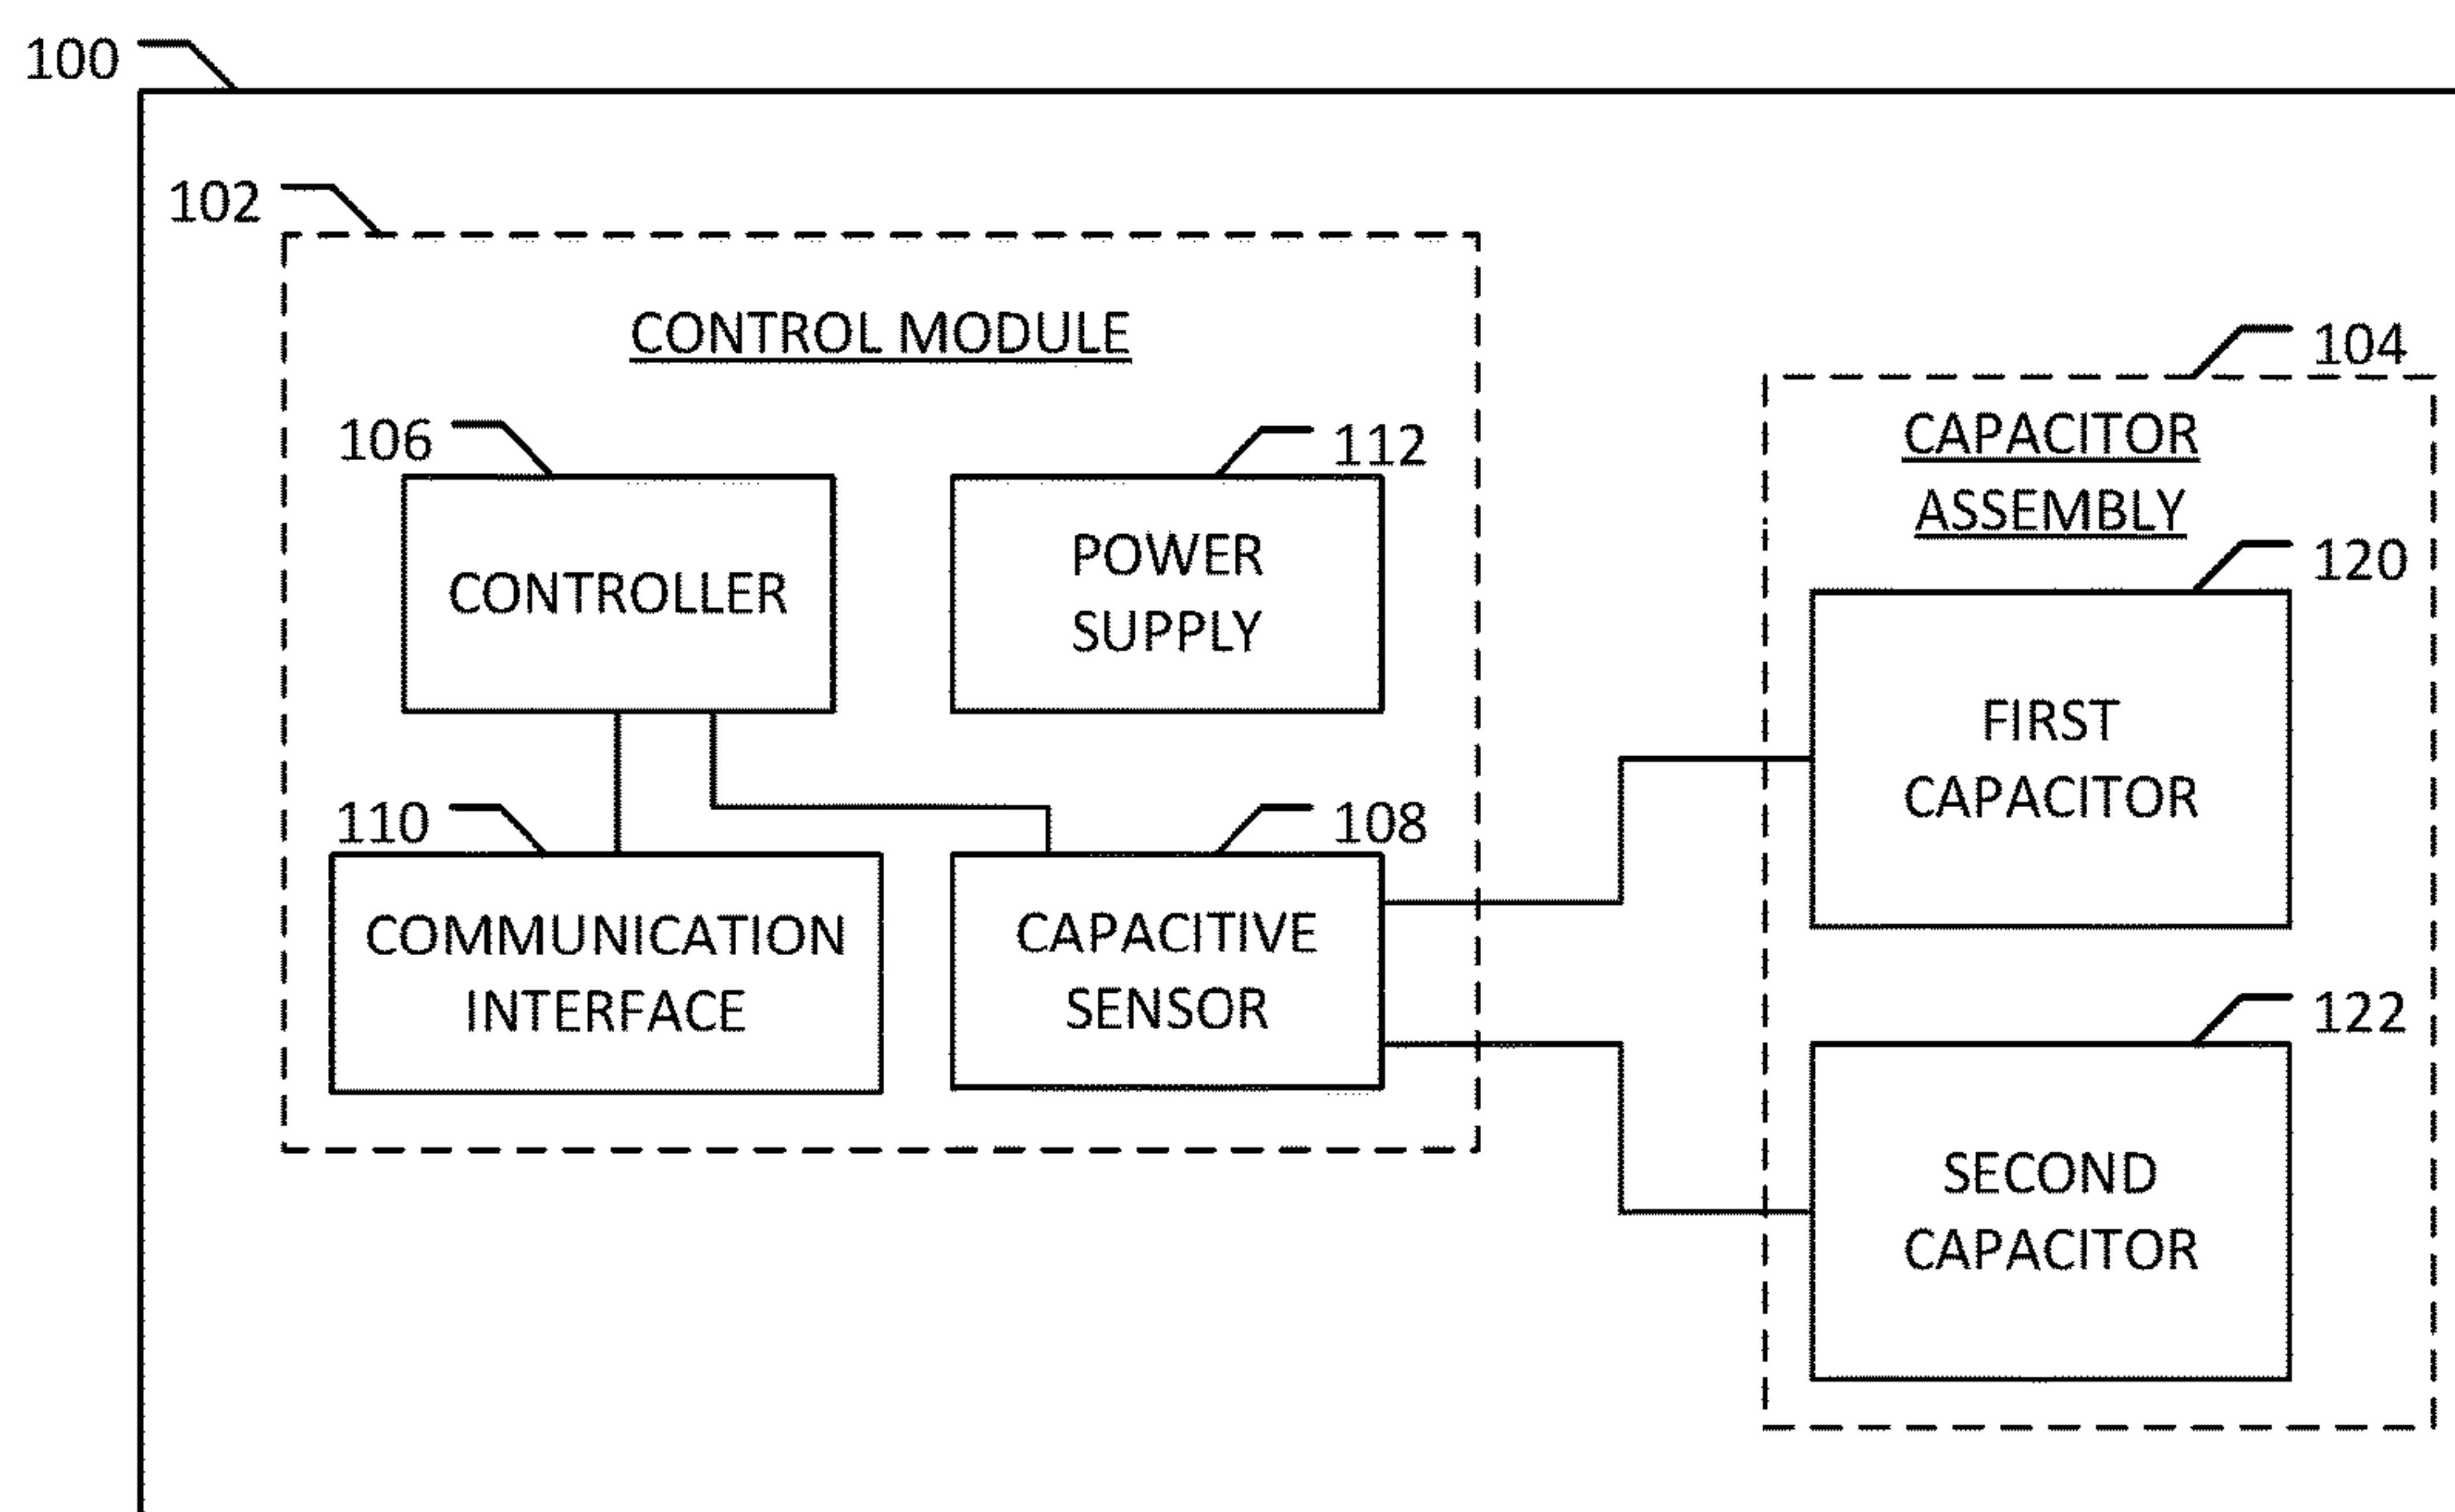 100
102
CONTROL MODULE
104
CAPACITOR
ASSEMBLY
106
CONTROLLER
112
POWER
SUPPLY
120
FIRST
CAPACITOR
110
COMMUNICATION
INTERFACE
108
CAPACITIVE
SENSOR
122
SECOND
CAPACITOR